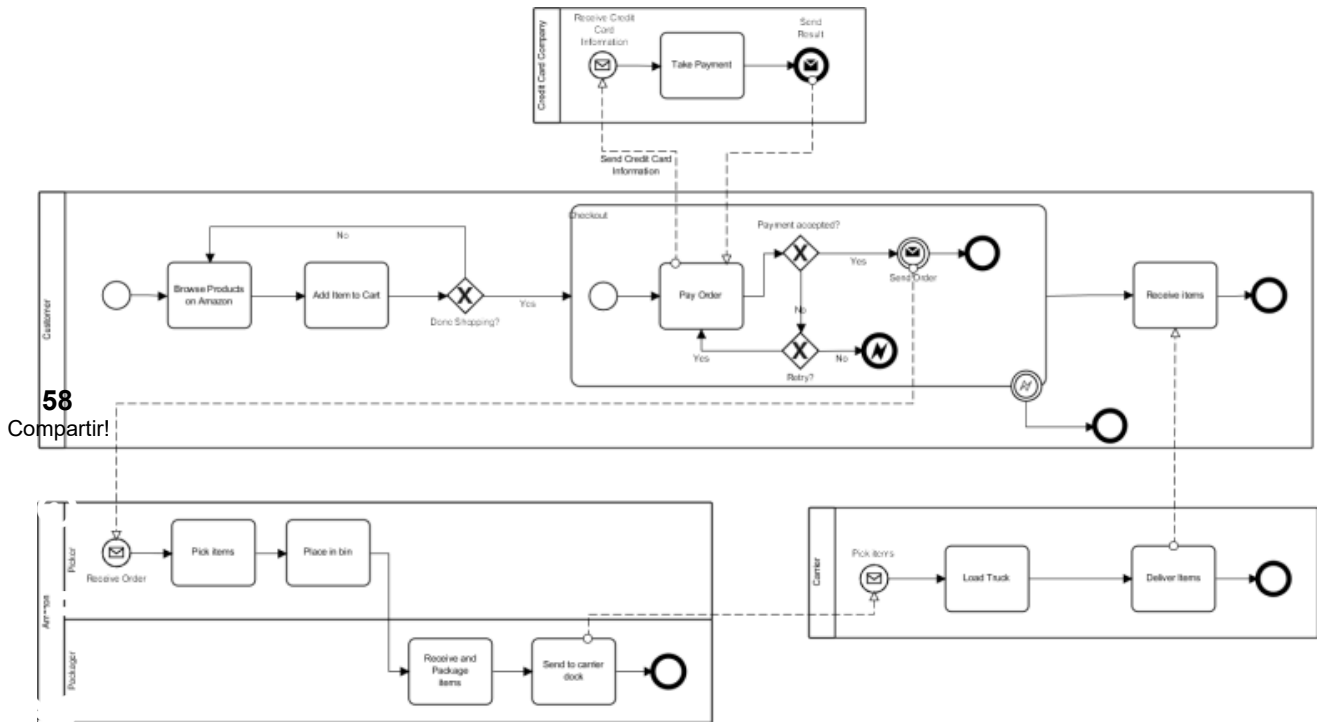 Receive Credit
Card
Information
Send
Result
Credit Card Company
Take Payment
Send Credit Card
Information
Customer
Checkout
Payment accepted?
No
Browse Products
on Amazon
Add Item to Cart
Done Shopping?
Yes
Pay Order
Yes
Send Order
No
Yes
No
Retry?
Receive items
58
Compartir!
Picker
Receive Order
Pick items
Place in bin
Packager
Receive and
Package
items
Send to carrier
dock
Carrier
Pick items
Load Truck
Deliver Items